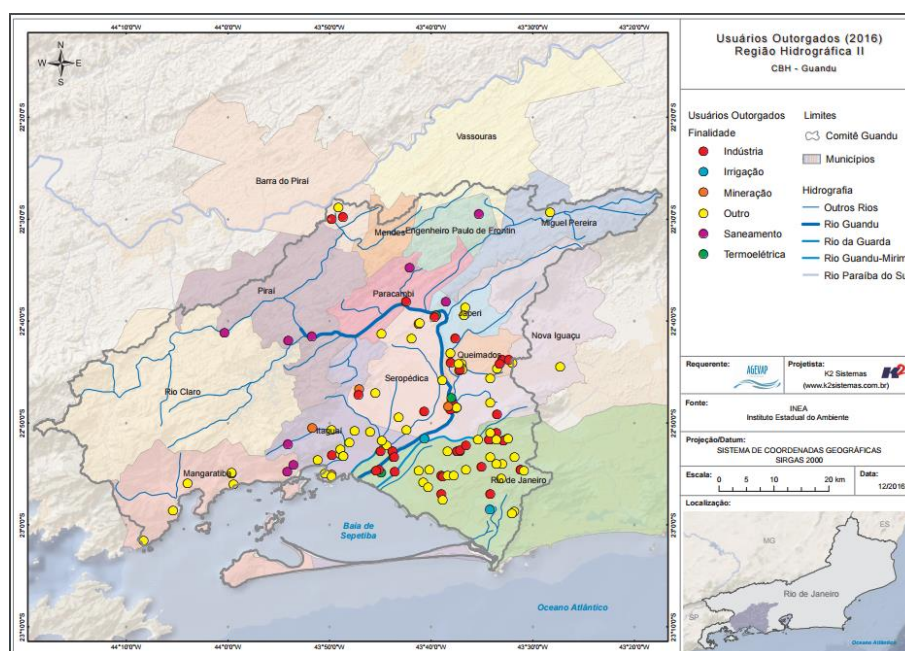 44°10'0"W
44°0'0"W
43°50'0"W
43°40'0"W
43°30'0"W
43°20'0"W
N
W E
S
22°20'0"S
22°30'0"S
22°40'0"S
22°50'0"S
23°0'0"S
23°10'0"S
Vassouras
Barra do Piraí
Mendes
Engenheiro Paulo de Frontin
Miguel Pereira
Piraí
Paracambi
Japeri
Nova Iguaçu
Queimados
Seropédica
Rio Claro
Itaguaí
Mangaratiba
Rio de Janeiro
Baía de
Sepetiba
Oceano Atlântico
Usuários Outorgados (2016)
Região Hidrográfica II
CBH - Guandu
Usuários Outorgados
Finalidade
Indústria
Irrigação
Mineração
Outro
Saneamento
Termoelétrica
Limites
Comitê Guandu
Municípios
Hidrografia
Outros Rios
Rio Guandu
Rio da Guarda
Rio Guandu-Mirim
Rio Paraíba do Su
Requerente:
AGEVAP
Projetista:
K2 Sistemas
(www.k2sistemas.com.br)
K2
Fonte:
INEA
Instituto Estadual do Ambiente
Projeção/Datum:
SISTEMA DE COORDENADAS GEOGRÁFICAS
SIRGAS 2000
Escala:
0 5 10 20 km
Data:
12/2016
Localização:
MG
ES
SP
Rio de Janeiro
Oceano Atlântico